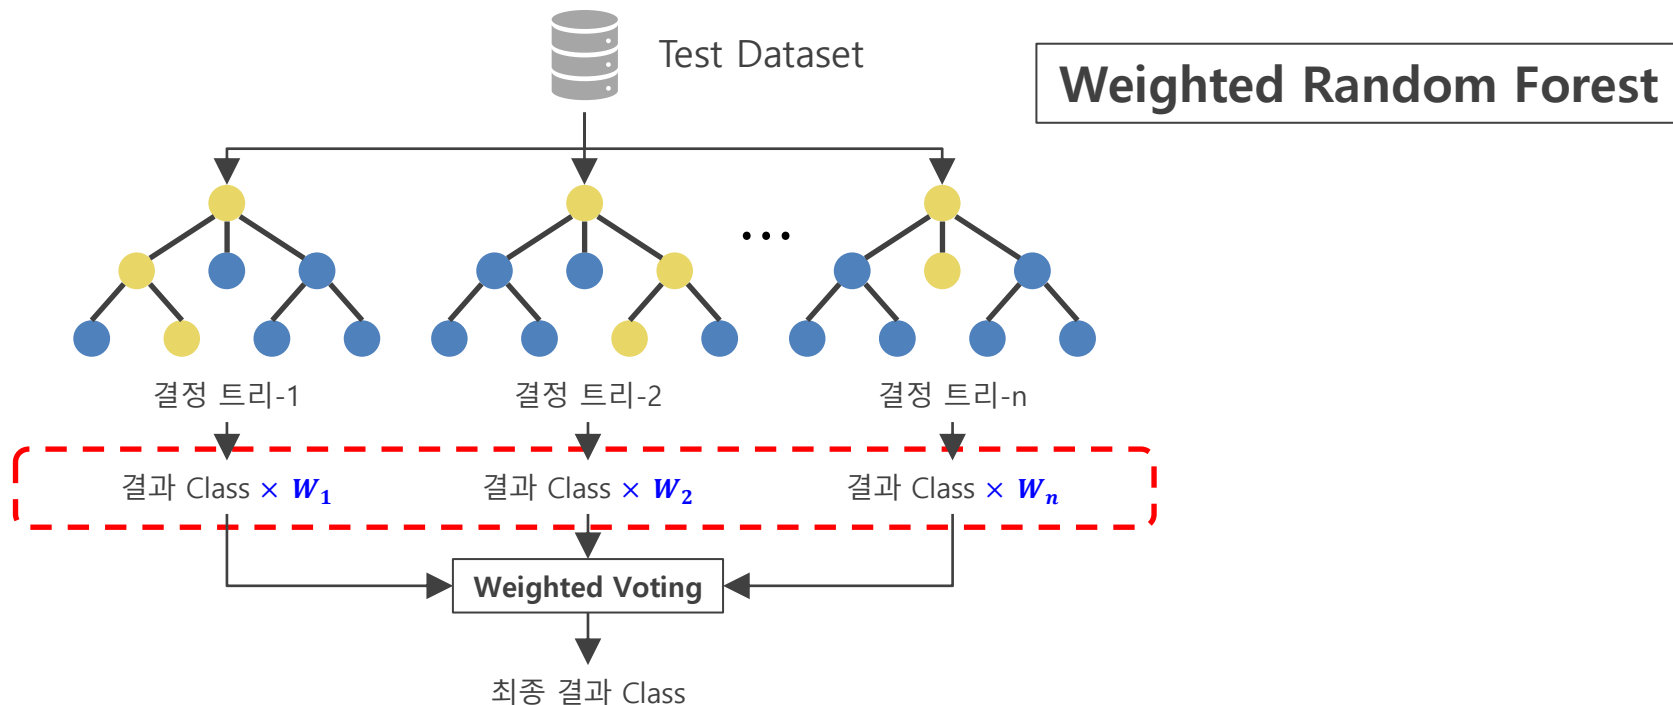 Test Dataset
Weighted Random Forest
...
결정 트리-1
결정 트리-2
결정 트리-n
결과 Class × W₁
결과 Class × W₂
결과 Class × Wₙ
Weighted Voting
최종 결과 Class